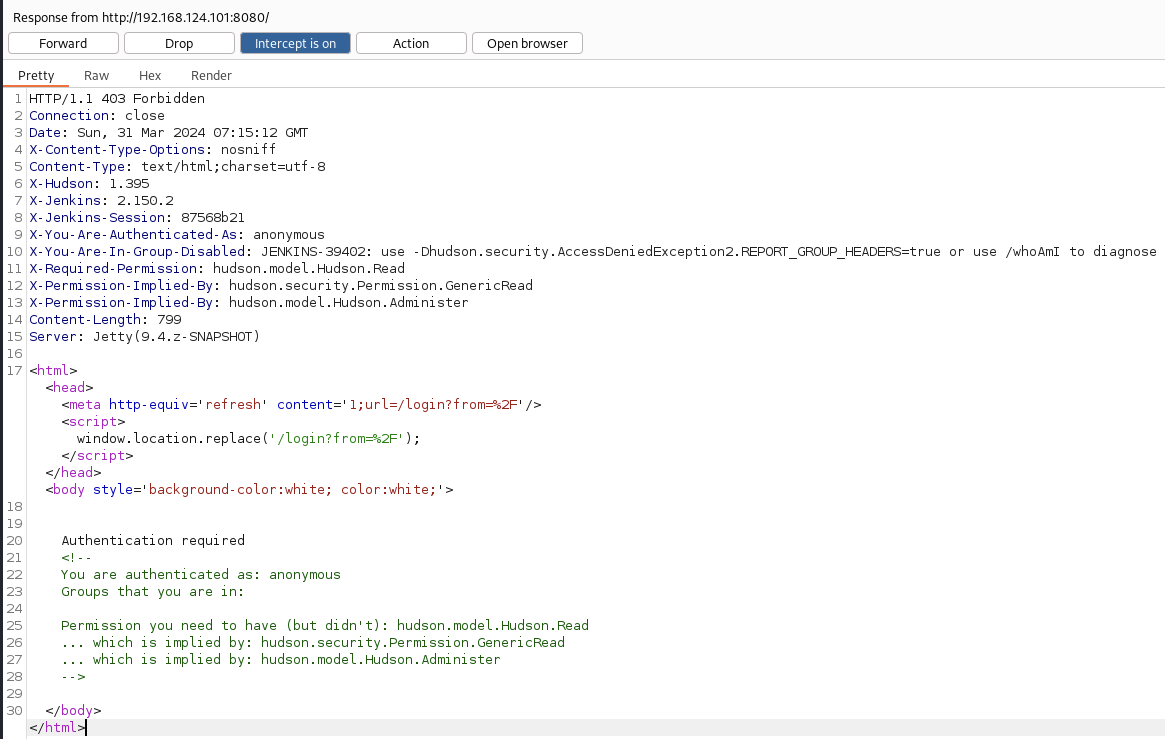 Response from http://192.168.124.101:8080/
Forward Drop Intercept is on Action Open browser
Pretty Raw Hex Render
1 HTTP/1.1 403 Forbidden
2 Connection: close
3 Date: Sun, 31 Mar 2024 07:15:12 GMT
4 X-Content-Type-Options: nosniff
5 Content-Type: text/html;charset=utf-8
6 X-Hudson: 1.395
7 X-Jenkins: 2.150.2
8 X-Jenkins-Session: 87568b21
9 X-You-Are-Authenticated-As: anonymous
10 X-You-Are-In-Group-Disabled: JENKINS-39402: use -Dhudson.security.AccessDeniedException2.REPORT_GROUP_HEADERS=true or use /whoAmI to diagnose
11 X-Required-Permission: hudson.model.Hudson.Read
12 X-Permission-Implied-By: hudson.security.Permission.GenericRead
13 X-Permission-Implied-By: hudson.model.Hudson.Administer
14 Content-Length: 799
15 Server: Jetty(9.4.z-SNAPSHOT)
16
17 <html>
<head>
<meta http-equiv='refresh' content='1;url=/login?from=%2F'/>
<script>
window.location.replace('/login?from=%2F');
</script>
</head>
<body style='background-color:white; color:white;'>
18
19
20 Authentication required
21 <!--
22 You are authenticated as: anonymous
23 Groups that you are in:
24
25 Permission you need to have (but didn't): hudson.model.Hudson.Read
26 ... which is implied by: hudson.security.Permission.GenericRead
27 ... which is implied by: hudson.model.Hudson.Administer
28 -->
29
30 </body>
</html>